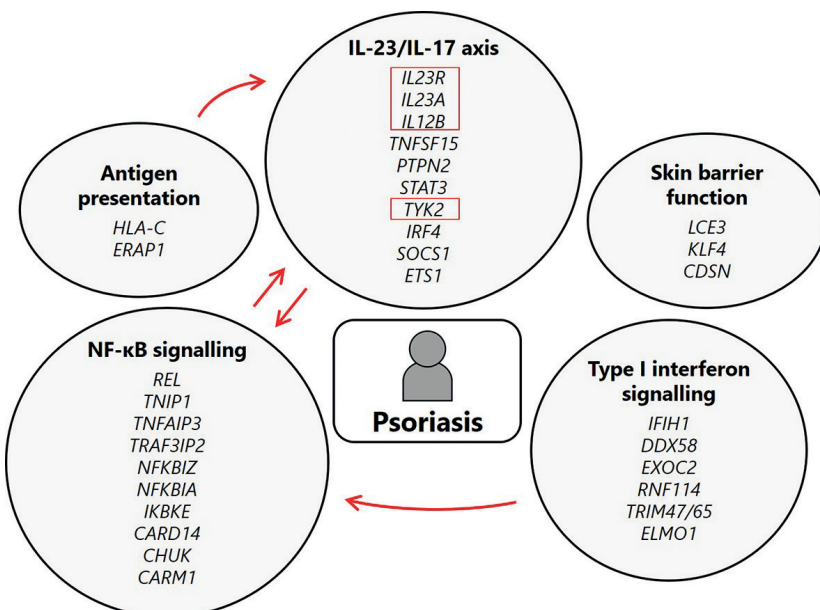 IL-23/IL-17 axis
IL23R
IL23A
IL12B
TNFSF15
PTPN2
STAT3
TYK2
IRF4
SOCS1
ETS1
Antigen
presentation
HLA-C
ERAP1
Skin barrier
function
LCE3
KLF4
CDSN
NF-κB signalling
REL
TNIP1
TNFAIP3
TRAF3IP2
NFKBIZ
NFKBIA
IKBKE
CARD14
CHUK
CARM1
Psoriasis
Type I interferon
signalling
IFIH1
DDX58
EXOC2
RNF114
TRIM47/65
ELMO1